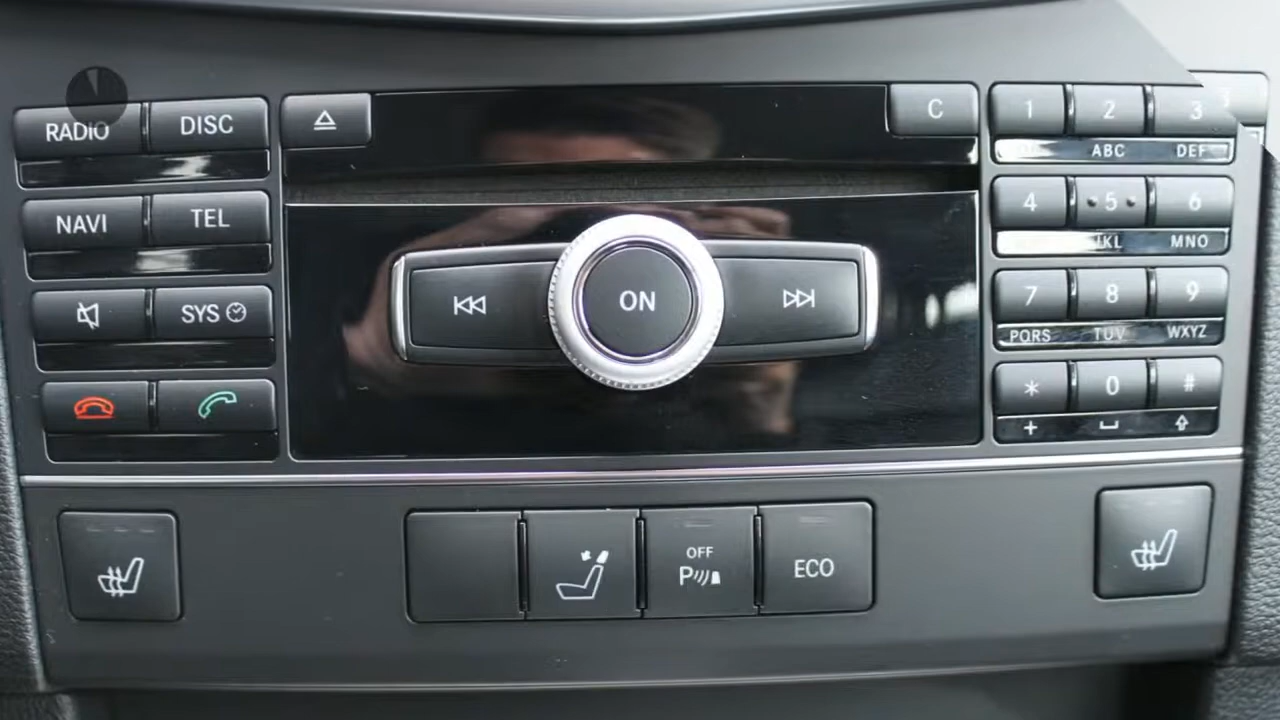 RADIO DISC C 1 2 3
ABC DEF
NAVI TEL 4 5 6
JKL MNO
SYS ON 7 8 9
PQRS TUV WXYZ
* 0 #
+
OFF
P ECO